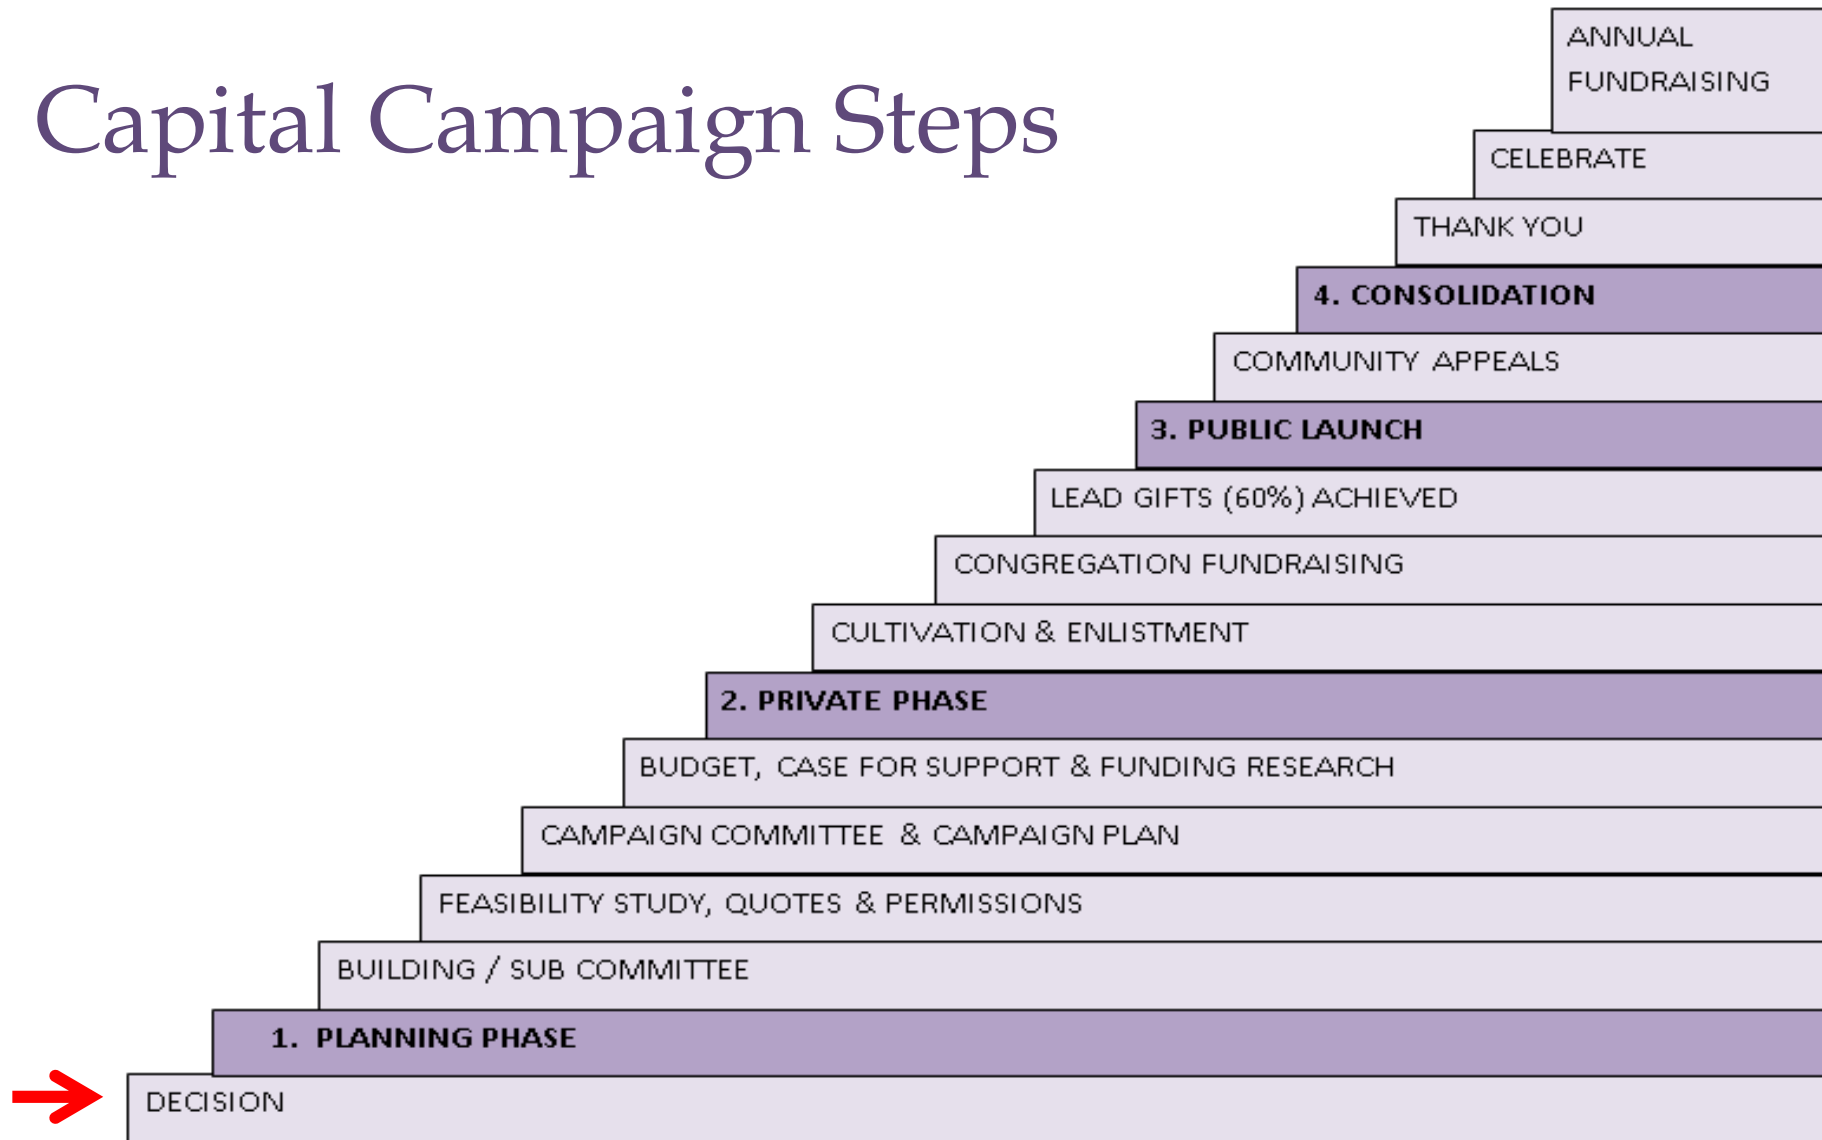 Capital Campaign Steps
ANNUAL
FUNDRAISING
CELEBRATE
THANK YOU
4. CONSOLIDATION
COMMUNITY APPEALS
3. PUBLIC LAUNCH
LEAD GIFTS (60%) ACHIEVED
CONGREGATION FUNDRAISING
CULTIVATION & ENLISTMENT
2. PRIVATE PHASE
BUDGET, CASE FOR SUPPORT & FUNDING RESEARCH
CAMPAIGN COMMITTEE & CAMPAIGN PLAN
FEASIBILITY STUDY, QUOTES & PERMISSIONS
BUILDING / SUB COMMITTEE
1. PLANNING PHASE
DECISION